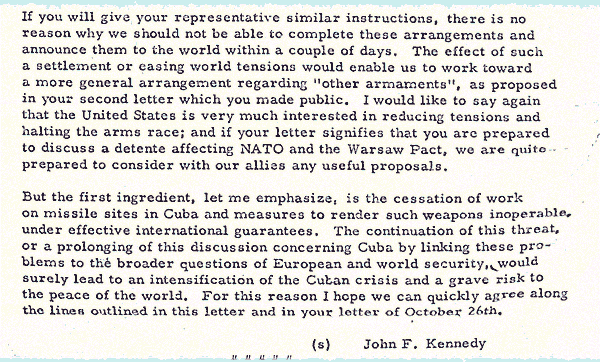 If you will give your representative similar instructions, there is no
reason why we should not be able to complete these arrangements and
announce them to the world within a couple of days. The effect of such
a settlement or easing world tensions would enable us to work toward
a more general arrangement regarding "other armaments", as proposed
in your second letter which you made public. I would like to say again
that the United States is very much interested in reducing tensions and
halting the arms race; and if your letter signifies that you are prepared
to discuss a detente affecting NATO and the Warsaw Pact, we are quite
prepared to consider with our allies any useful proposals.
But the first ingredient, let me emphasize, is the cessation of work
on missile sites in Cuba and measures to render such weapons inoperable,
under effective international guarantees. The continuation of this threat,
or a prolonging of this discussion concerning Cuba by linking these pro-
blems to the broader questions of European and world security, would
surely lead to an intensification of the Cuban crisis and a grave risk to
the peace of the world. For this reason I hope we can quickly agree along
the lines outlined in this letter and in your letter of October 26th.
(s) John F. Kennedy
" " " " "